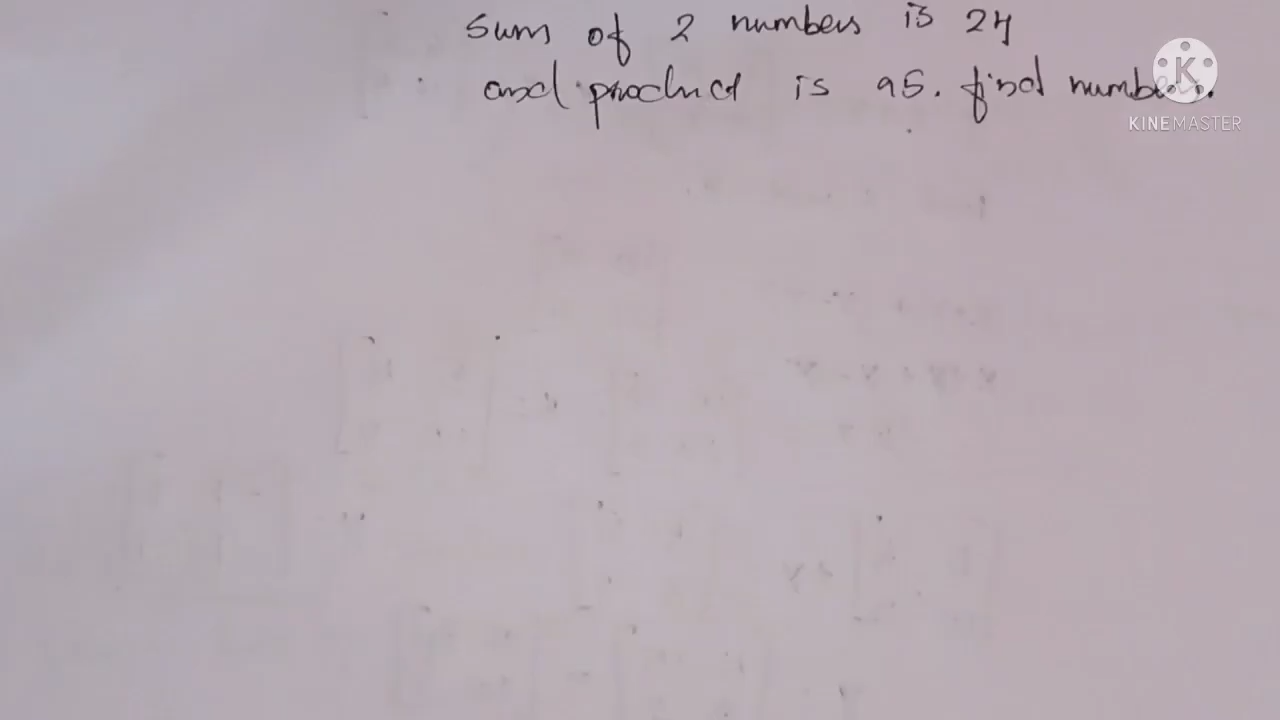 Sum of 2 numbers is 24
and product is 95. find numbers.
K
KINEMASTER